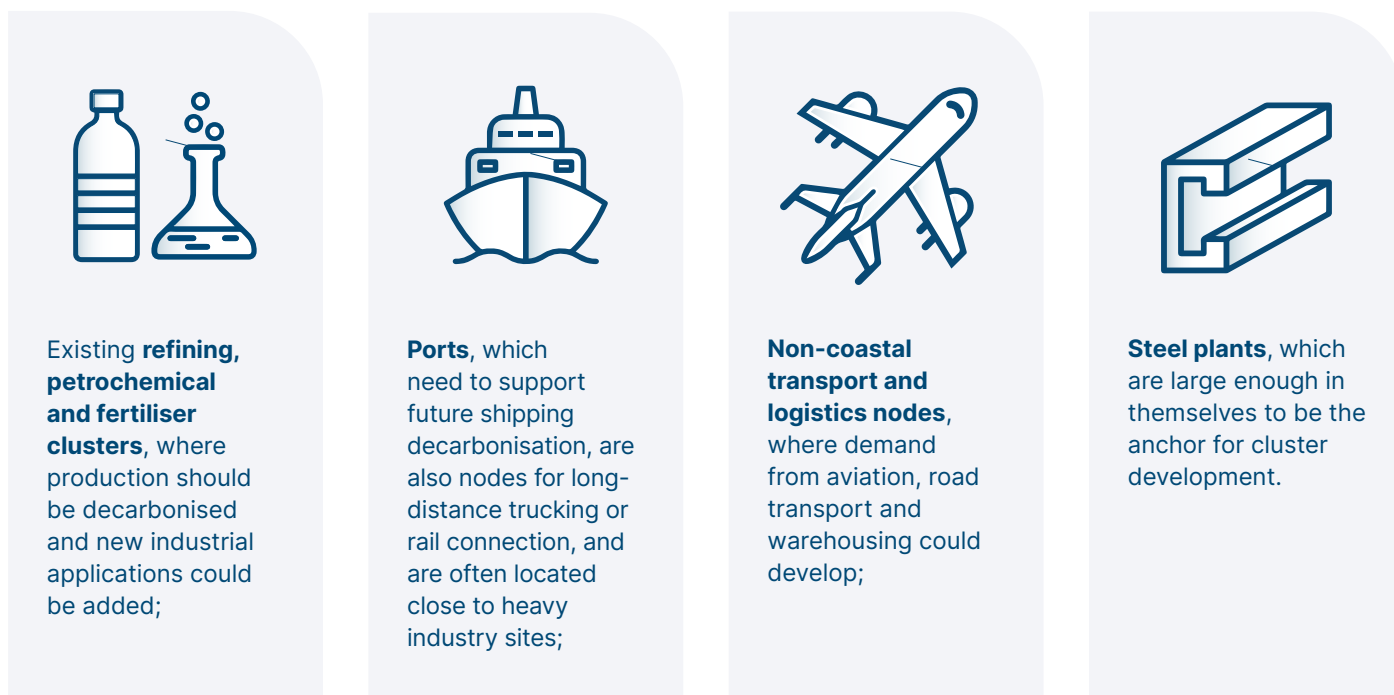 Existing refining,
petrochemical
and fertiliser
clusters, where
production should
be decarbonised
and new industrial
applications could
be added;
Ports, which
need to support
future shipping
decarbonisation, are
also nodes for long-
distance trucking or
rail connection, and
are often located
close to heavy
industry sites;
Non-coastal
transport and
logistics nodes,
where demand
from aviation, road
transport and
warehousing could
develop;
Steel plants, which
are large enough in
themselves to be the
anchor for cluster
development.